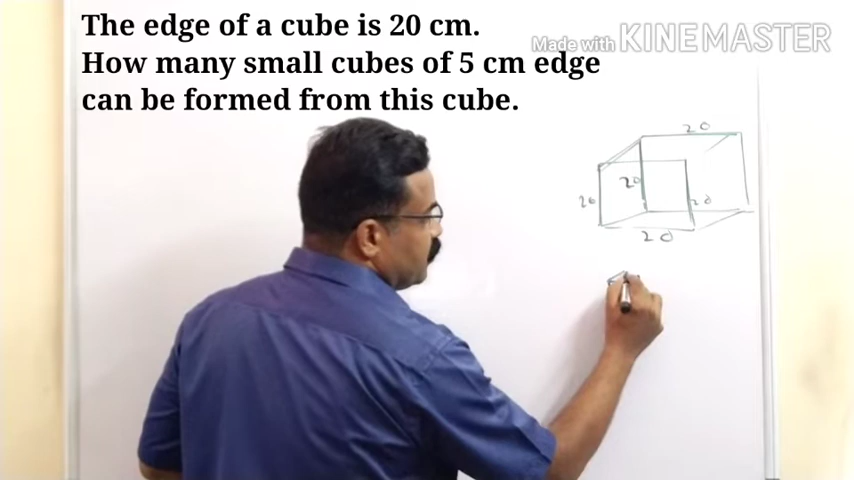 The edge of a cube is 20 cm.
Made with KINEMASTER
How many small cubes of 5 cm edge
can be formed from this cube.
20
20
20
20
20